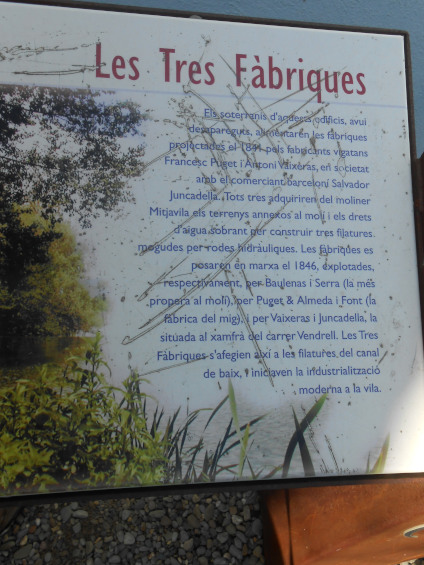 Les Tres Fàbriques
Els soterranis d'aquests edificis, avui
desapareguts, alimentaren les fàbriques
projectades el 1841 pels fabricants vigatans
Francesc Puget i Antoni Vaixeras, en societat
amb el comerciant barceloní Salvador
Juncadella. Tots tres adquiriren del moliner
Mitjavila els terrenys annexos al molí i els drets
d'aigua sobrant per construir tres filatures
mogudes per rodes hidràuliques. Les fàbriques es
posaren en marxa el 1846, explotades,
respectivament, per Baulenas i Serra (la més
propera al molí), per Puget & Almeda i Font (la
fàbrica del mig), i per Vaixeras i Juncadella, la
situada al xamfrà del carrer Vendrell. Les Tres
Fàbriques s'afegien així a les filatures del canal
de baix, i iniciaven la industrialització
moderna a la vila.